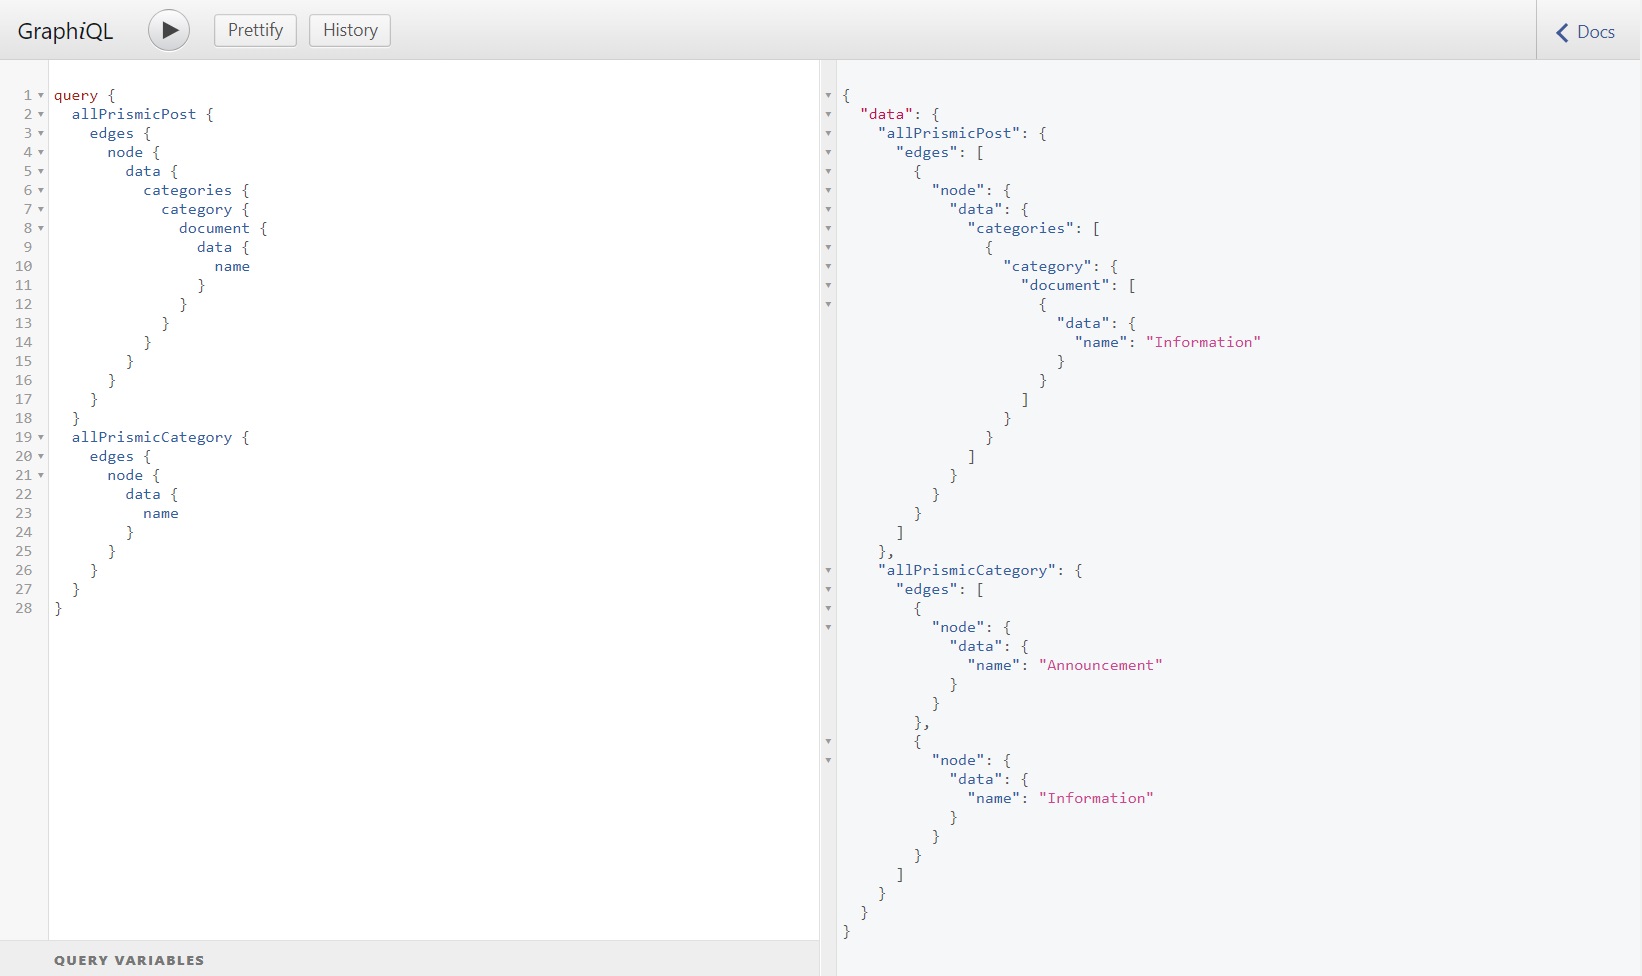 GraphiQL Prettify History Docs
1 query {
2   allPrismicPost {
3     edges {
4       node {
5         data {
6           categories {
7             category {
8               document {
9                 data {
10                   name
11                 }
12               }
13             }
14           }
15         }
16       }
17     }
18   }
19   allPrismicCategory {
20     edges {
21       node {
22         data {
23           name
24         }
25       }
26     }
27   }
28 }
QUERY VARIABLES
{
  "data": {
    "allPrismicPost": {
      "edges": [
        {
          "node": {
            "data": {
              "categories": [
                {
                  "category": {
                    "document": [
                      {
                        "data": {
                          "name": "Information"
                        }
                      }
                    ]
                  }
                }
              ]
            }
          }
        }
      ]
    },
    "allPrismicCategory": {
      "edges": [
        {
          "node": {
            "data": {
              "name": "Announcement"
            }
          }
        },
        {
          "node": {
            "data": {
              "name": "Information"
            }
          }
        }
      ]
    }
  }
}